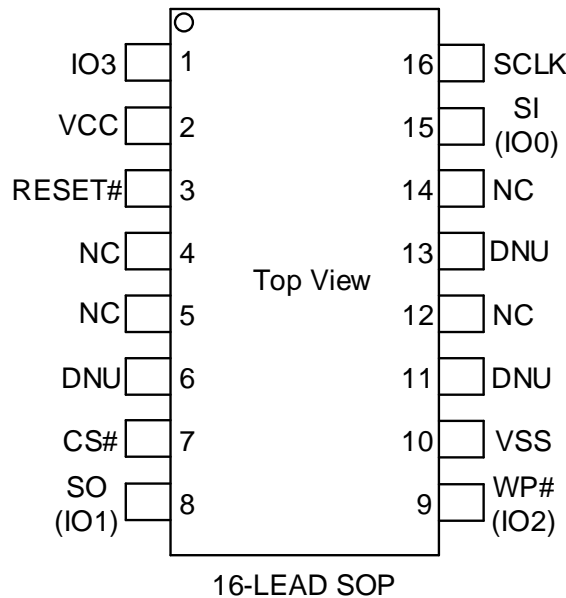 IO3 1 16 SCLK
VCC 2 15 SI
(IO0)
RESET# 3 14 NC
NC 4 13 DNU
Top View
NC 5 12 NC
DNU 6 11 DNU
CS# 7 10 VSS
SO
(IO1) 8 9 WP#
(IO2)
16-LEAD SOP